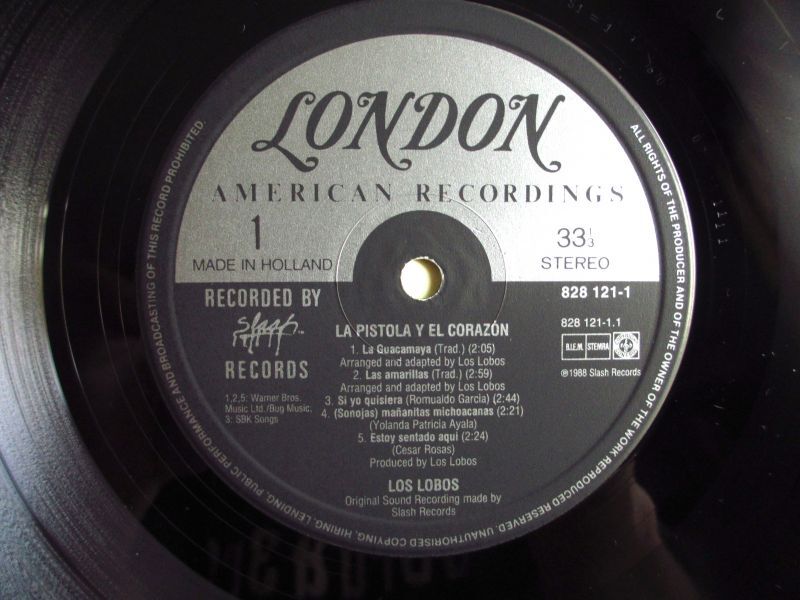 LONDON
AMERICAN RECORDINGS
1
33⅓
MADE IN HOLLAND
STEREO
RECORDED BY
slash
RECORDS
828 121-1
828 121-1.1
B.I.E.M. STEMRA
℗1988 Slash Records
LA PISTOLA Y EL CORAZÓN
1. La Guacamaya (Trad.) (2:05)
Arranged and adapted by Los Lobos
2. Las amarillas (Trad.) (2:59)
Arranged and adapted by Los Lobos
3. Si yo quisiera (Romualdo Garcia) (2:44)
4. (Sonojas) mañanitas michoacanas (2:21)
(Yolanda Patricia Ayala)
5. Estoy sentado aqui (2:24)
(Cesar Rosas)
Produced by Los Lobos
1,2,5: Warner Bros.
Music Ltd./Bug Music,
3: SBK Songs
LOS LOBOS
Original Sound Recording made by
Slash Records
ALL RIGHTS OF THE PRODUCER AND OF THE OWNER OF THE WORK REPRODUCED RESERVED. UNAUTHORISED COPYING, HIRING, LENDING, PUBLIC PERFORMANCE AND BROADCASTING OF THIS RECORD PROHIBITED.